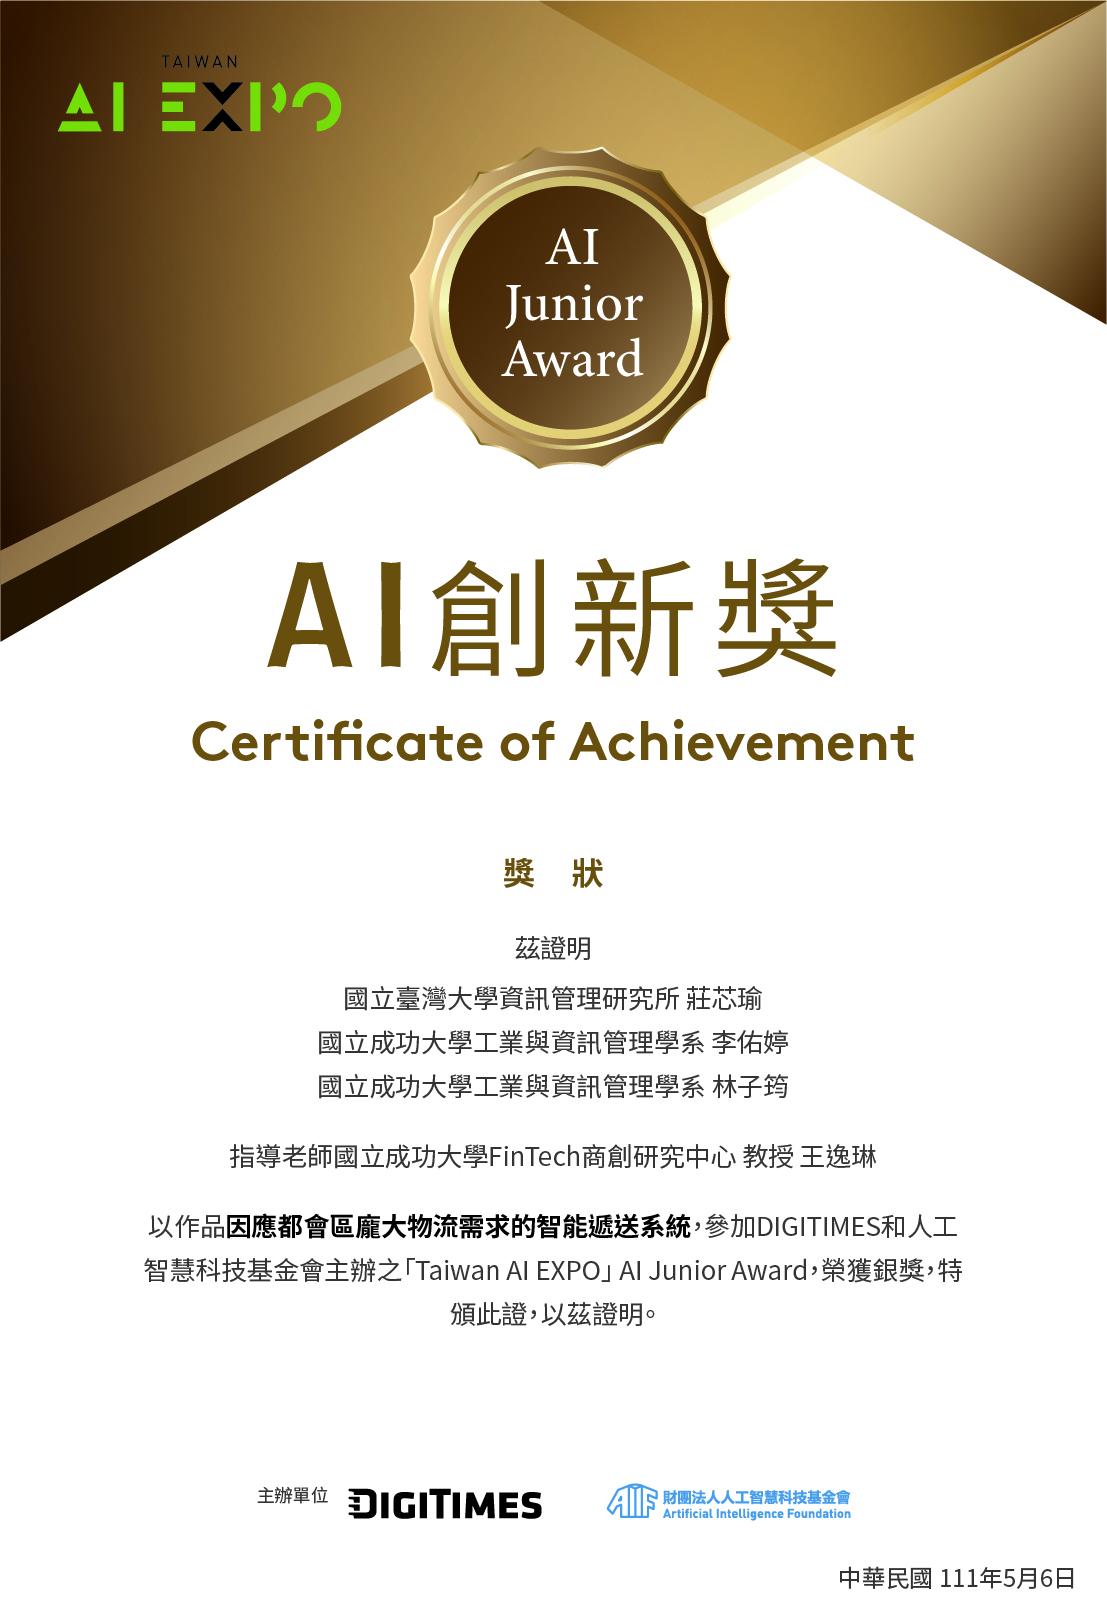 TAIWAN
AI EXPO
AI
Junior
Award
AI創新獎
Certificate of Achievement
獎 狀
茲證明
國立臺灣大學資訊管理研究所 莊芯瑜
國立成功大學工業與資訊管理學系 李佑婷
國立成功大學工業與資訊管理學系 林子筠
指導老師國立成功大學FinTech商創研究中心 教授 王逸琳
以作品因應都會區龐大物流需求的智能遞送系統，參加DIGITIMES和人工
智慧科技基金會主辦之「Taiwan AI EXPO」 AI Junior Award，榮獲銀獎，特
頒此證，以茲證明。
主辦單位 DIGITIMES AIF 財團法人人工智慧科技基金會
Artificial Intelligence Foundation
中華民國 111年5月6日